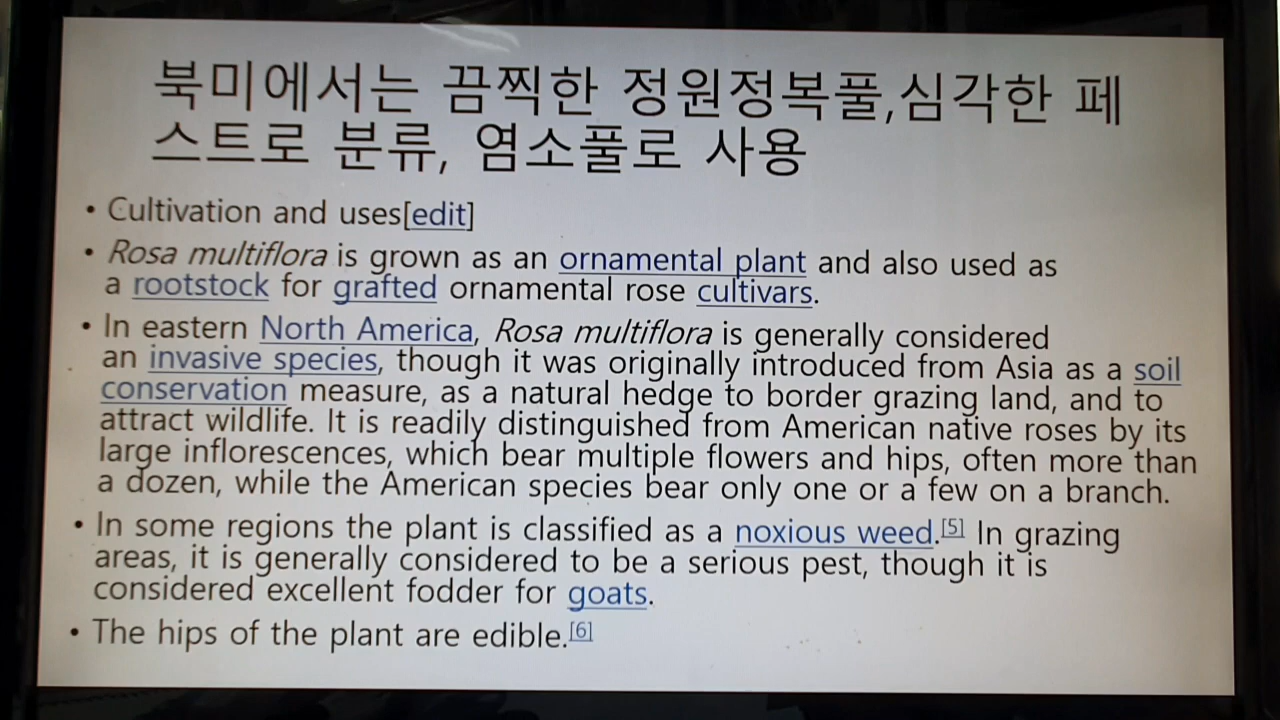 북미에서는 끔찍한 정원정복풀,심각한 페
스트로 분류, 염소풀로 사용
• Cultivation and uses[edit]
• Rosa multiflora is grown as an ornamental plant and also used as
a rootstock for grafted ornamental rose cultivars.
• In eastern North America, Rosa multiflora is generally considered
an invasive species, though it was originally introduced from Asia as a soil
conservation measure, as a natural hedge to border grazing land, and to
attract wildlife. It is readily distinguished from American native roses by its
large inflorescences, which bear multiple flowers and hips, often more than
a dozen, while the American species bear only one or a few on a branch.
• In some regions the plant is classified as a noxious weed.[5] In grazing
areas, it is generally considered to be a serious pest, though it is
considered excellent fodder for goats.
• The hips of the plant are edible.[6]